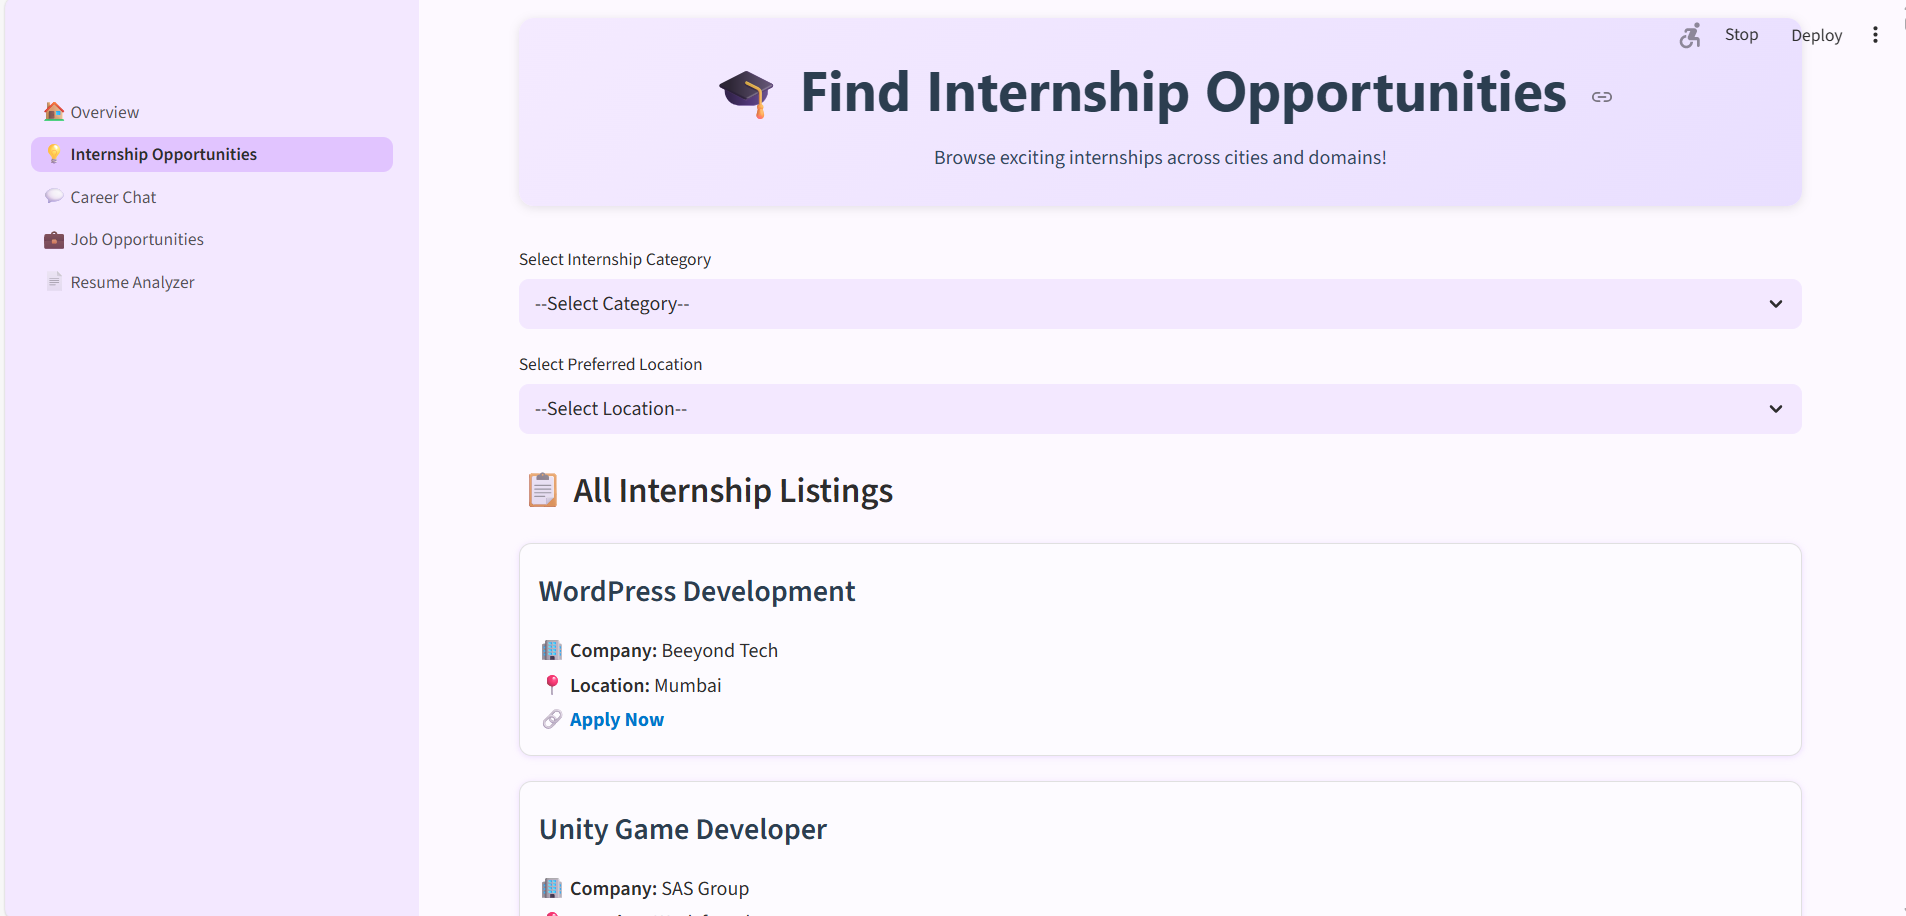 Stop
Deploy
Overview
Internship Opportunities
Career Chat
Job Opportunities
Resume Analyzer
Find Internship Opportunities
Browse exciting internships across cities and domains!
Select Internship Category
--Select Category--
Select Preferred Location
--Select Location--
All Internship Listings
WordPress Development
Company: Beeyond Tech
Location: Mumbai
Apply Now
Unity Game Developer
Company: SAS Group